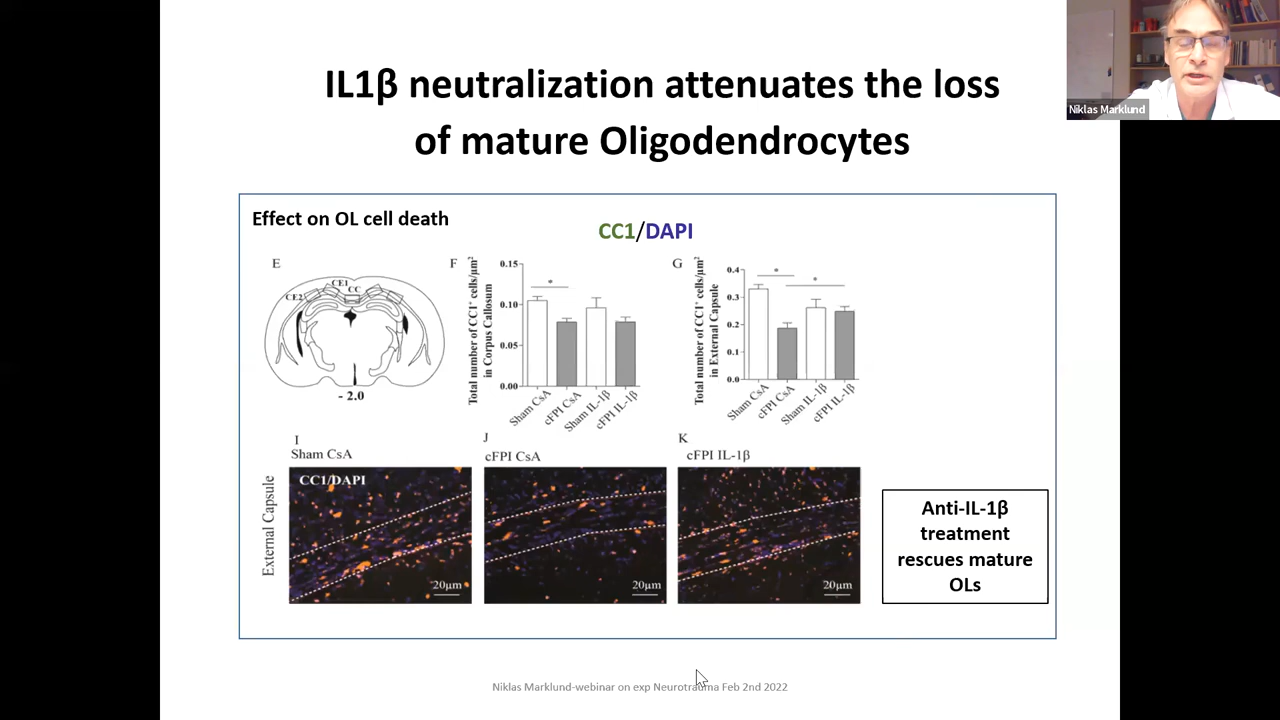 Niklas Marklund
IL1β neutralization attenuates the loss
of mature Oligodendrocytes
Effect on OL cell death
CC1/DAPI
E
CE1
CE2
CC
- 2.0
F
Total number of CC1⁺ cells/μm²
in Corpus Callosum
0.15
0.10
0.05
0.00
*
Sham CsA
cFPI CsA
Sham IL-1β
cFPI IL-1β
G
Total number of CC1⁺ cells/μm²
in External Capsule
0.4
0.3
0.2
0.1
0.0
*
*
Sham CsA
cFPI CsA
Sham IL-1β
cFPI IL-1β
I
Sham CsA
J
cFPI CsA
K
cFPI IL-1β
External Capsule
CC1/DAPI
20μm
20μm
20μm
Anti-IL-1β
treatment
rescues mature
OLs
Niklas Marklund-webinar on exp Neurotrauma Feb 2nd 2022